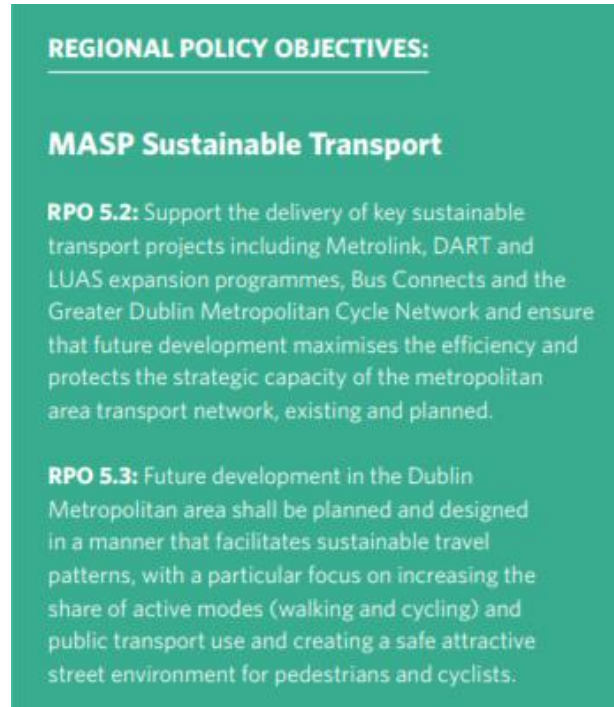 REGIONAL POLICY OBJECTIVES:
MASP Sustainable Transport
RPO 5.2: Support the delivery of key sustainable
transport projects including Metrolink, DART and
LUAS expansion programmes, Bus Connects and the
Greater Dublin Metropolitan Cycle Network and ensure
that future development maximises the efficiency and
protects the strategic capacity of the metropolitan
area transport network, existing and planned.
RPO 5.3: Future development in the Dublin
Metropolitan area shall be planned and designed
in a manner that facilitates sustainable travel
patterns, with a particular focus on increasing the
share of active modes (walking and cycling) and
public transport use and creating a safe attractive
street environment for pedestrians and cyclists.